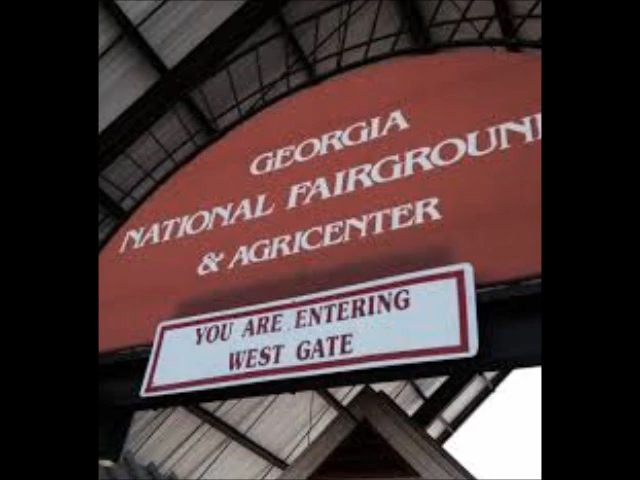 GEORGIA
NATIONAL FAIRGROUN
& AGRICENTER
YOU ARE ENTERING
WEST GATE